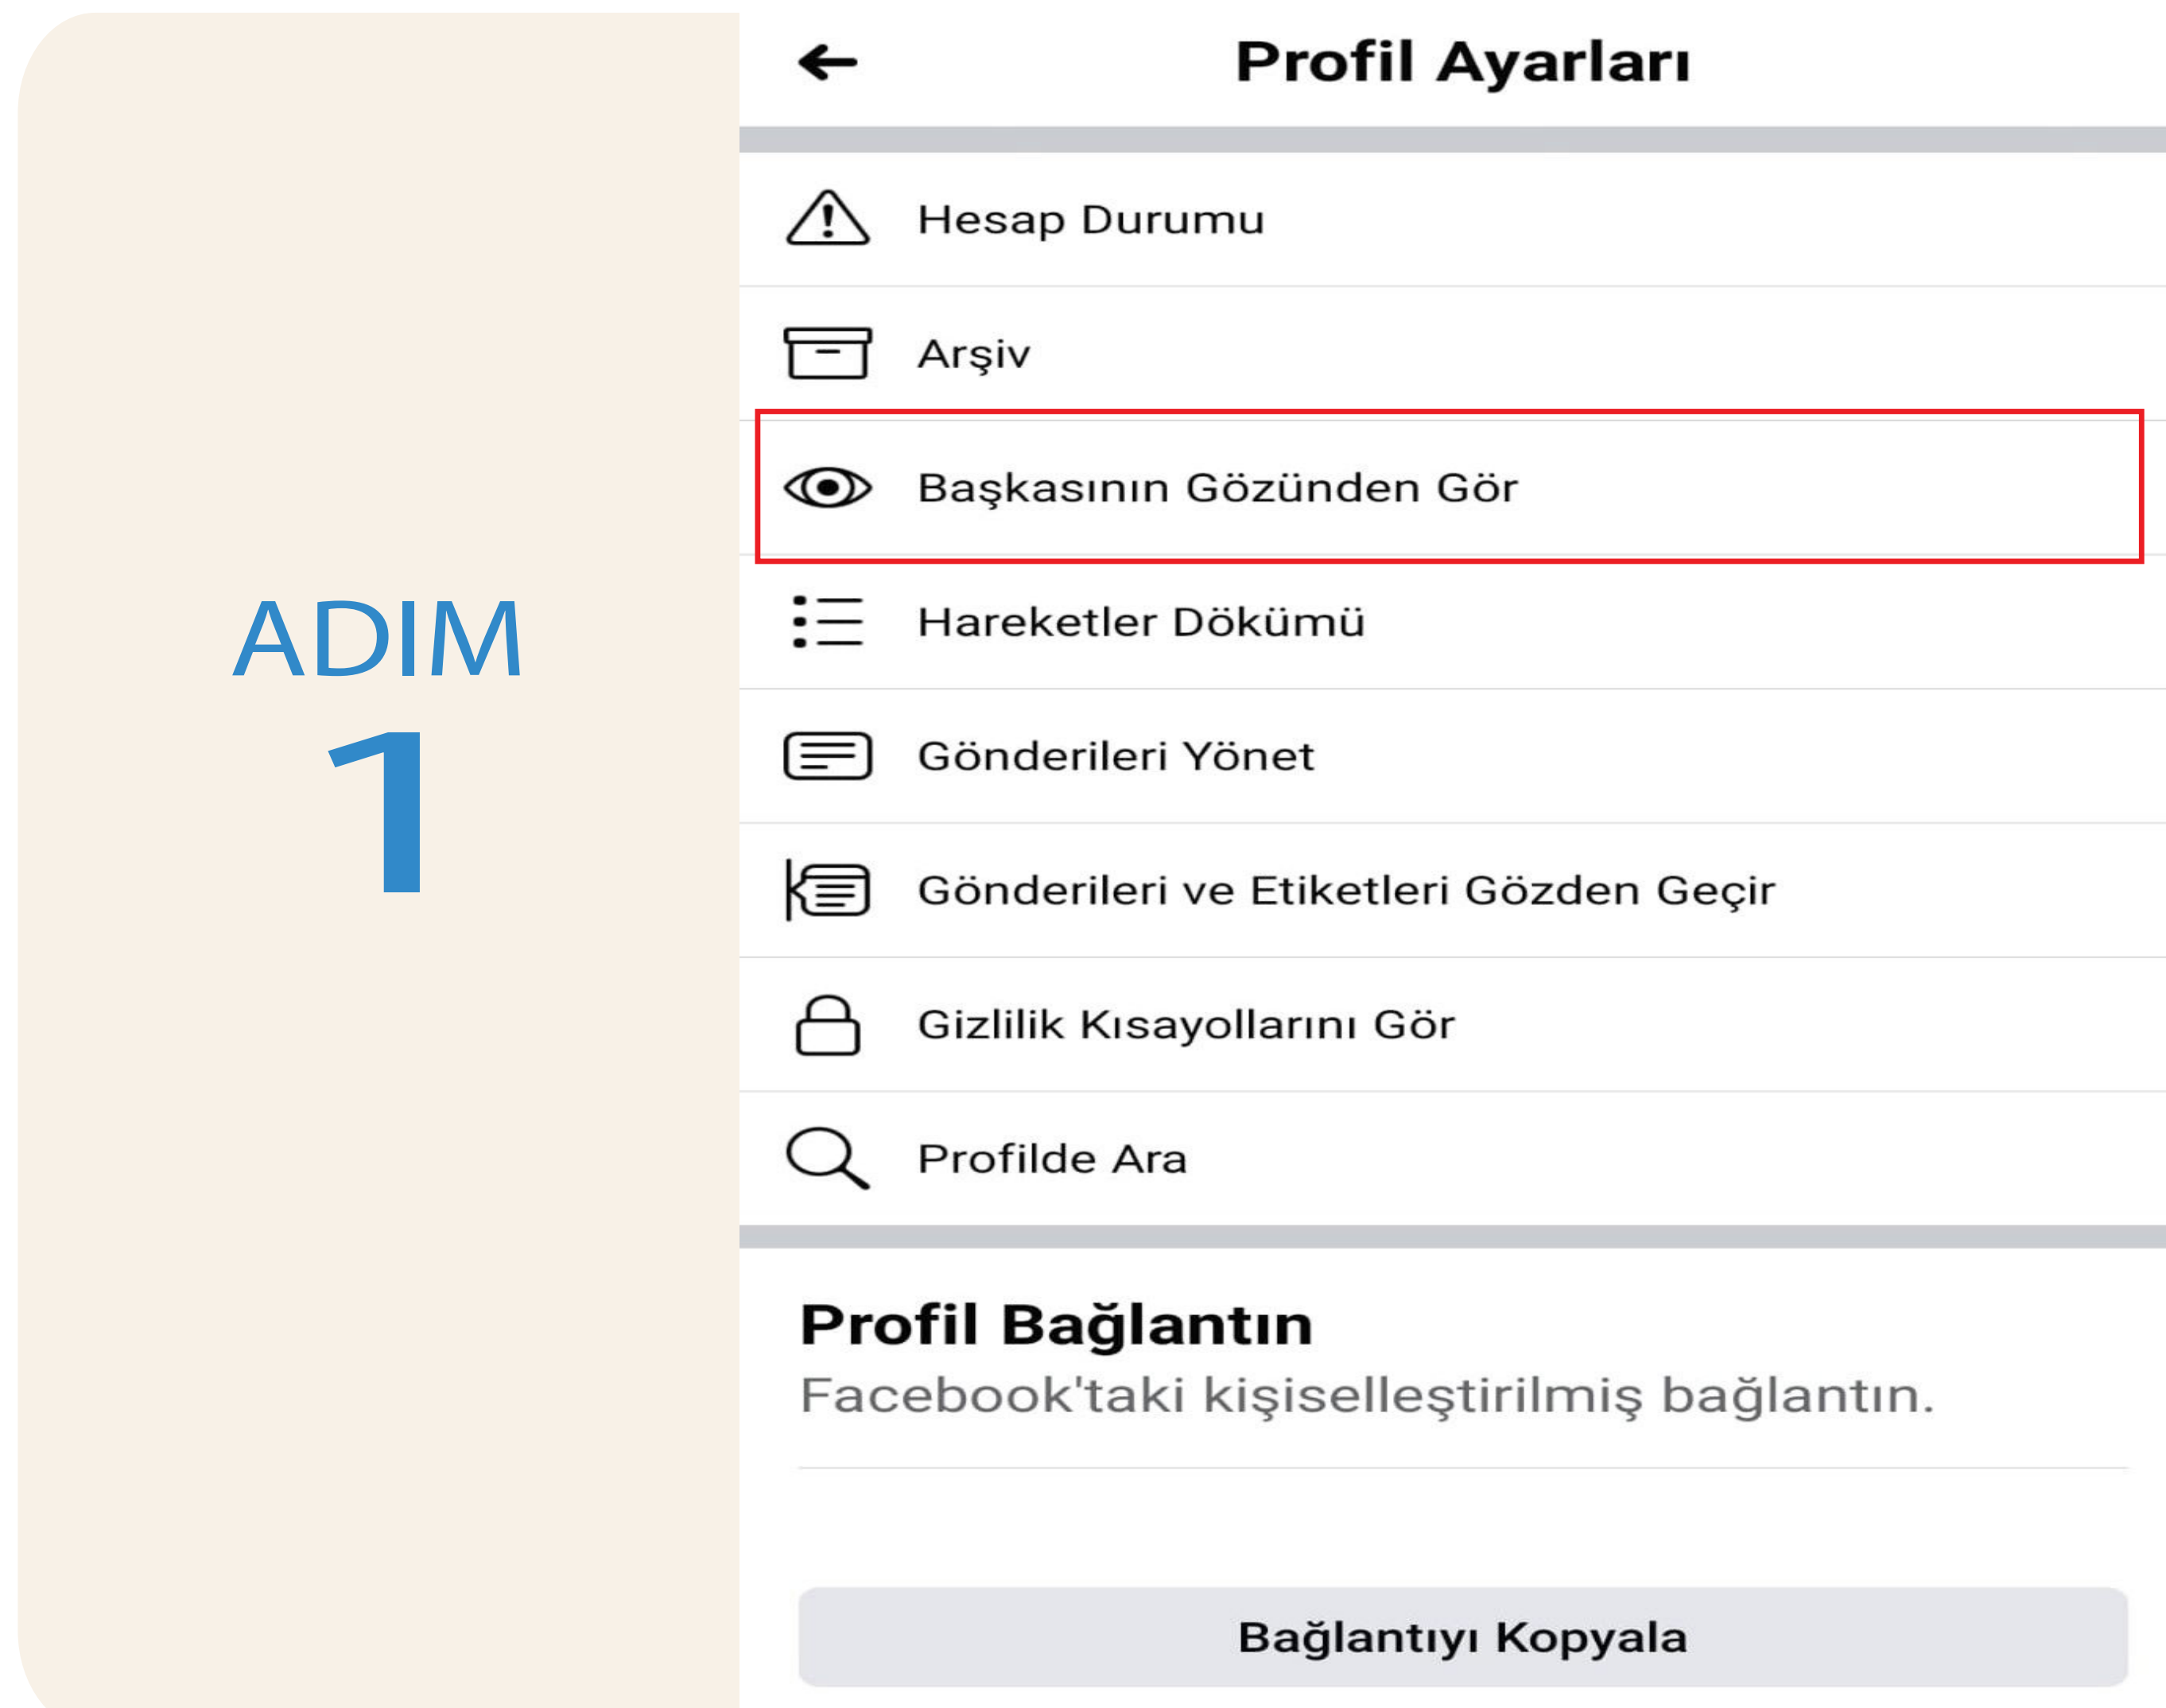 ADIM
1
Profil Ayarları
Hesap Durumu
Arşiv
Başkasının Gözünden Gör
Hareketler Dökümü
Gönderileri Yönet
Gönderileri ve Etiketleri Gözden Geçir
Gizlilik Kısayollarını Gör
Profilde Ara
Profil Bağlantın
Facebook'taki kişiselleştirilmiş bağlantın.
Bağlantıyı Kopyala